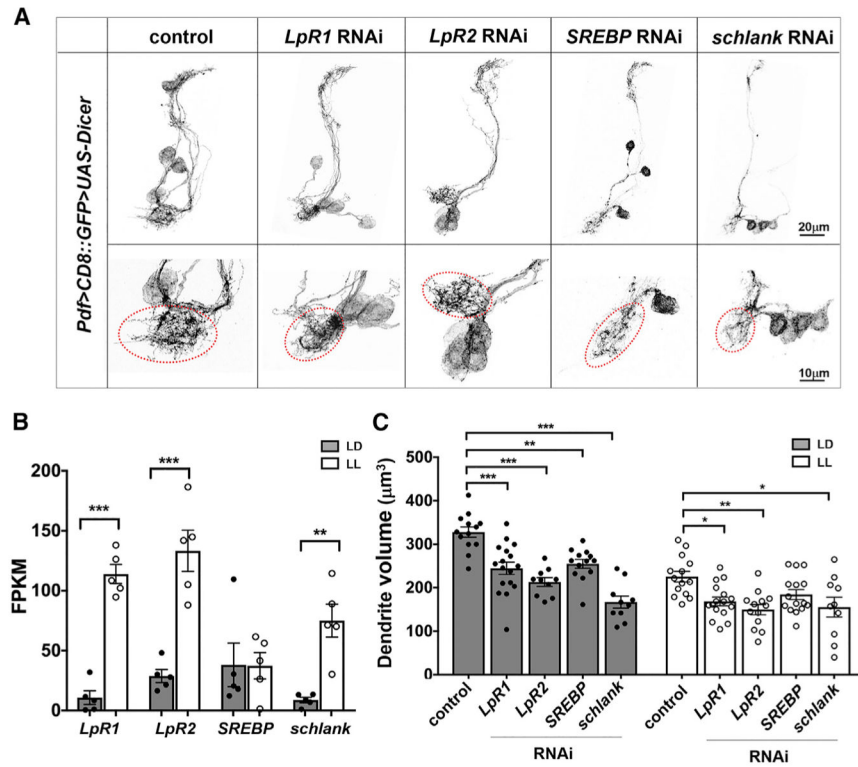 A
control LpR1 RNAi LpR2 RNAi SREBP RNAi schlank RNAi
Pdf>CD8::GFP>UAS-Dicer
20μm
10μm
B
LD
LL
FPKM
200
150
100
50
0
***
***
**
LpR1 LpR2 SREBP schlank
C
LD
LL
Dendrite volume (μm³)
500
400
300
200
100
0
***
**
***
***
*
**
*
control LpR1 LpR2 SREBP schlank control LpR1 LpR2 SREBP schlank
RNAi RNAi